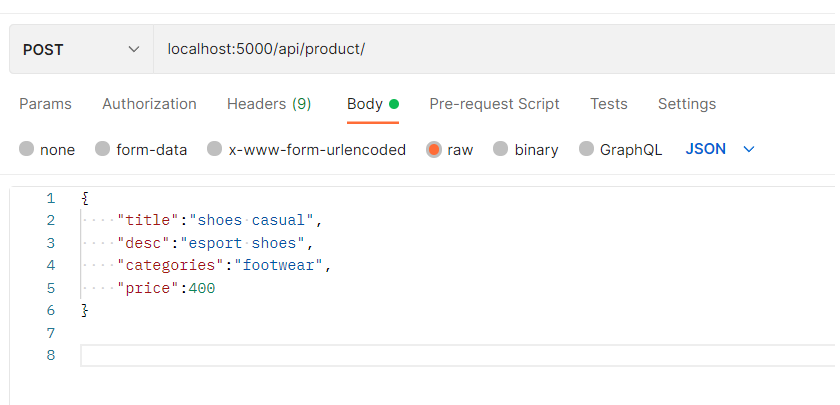 POST localhost:5000/api/product/
Params Authorization Headers (9) Body Pre-request Script Tests Settings
none form-data x-www-form-urlencoded raw binary GraphQL JSON
1 {
2 "title":"shoes casual",
3 "desc":"esport shoes",
4 "categories":"footwear",
5 "price":400
6 }
7
8